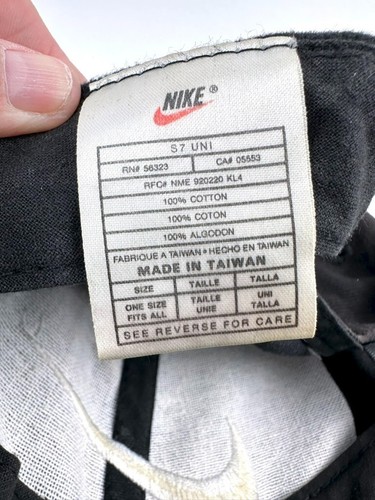 NIKE®
S7 UNI
RN# 56323 CA# 05553
RFC# NME 920220 KL4
100% COTTON
100% COTON
100% ALGODON
FABRIQUE A TAIWAN • HECHO EN TAIWAN
MADE IN TAIWAN
SIZE TAILLE TALLA
ONE SIZE TAILLE UNI
FITS ALL UNIE TALLA
SEE REVERSE FOR CARE